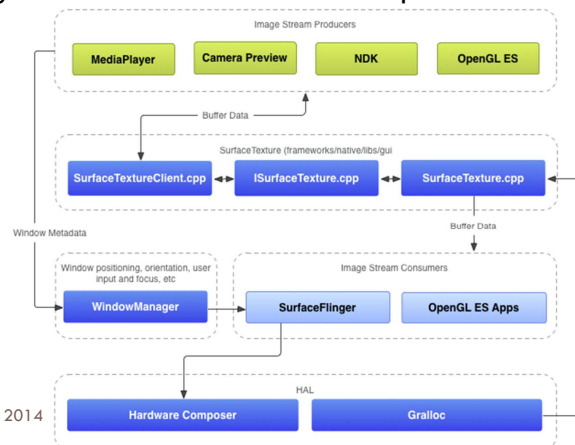 Image Stream Producers
MediaPlayer
Camera Preview
NDK
OpenGL ES
Buffer Data
SurfaceTexture (frameworks/native/libs/gui
SurfaceTextureClient.cpp
ISurfaceTexture.cpp
SurfaceTexture.cpp
Buffer Data
Window Metadata
Window positioning, orientation, user
input and focus, etc
Image Stream Consumers
WindowManager
SurfaceFlinger
OpenGL ES Apps
HAL
2014
Hardware Composer
Gralloc